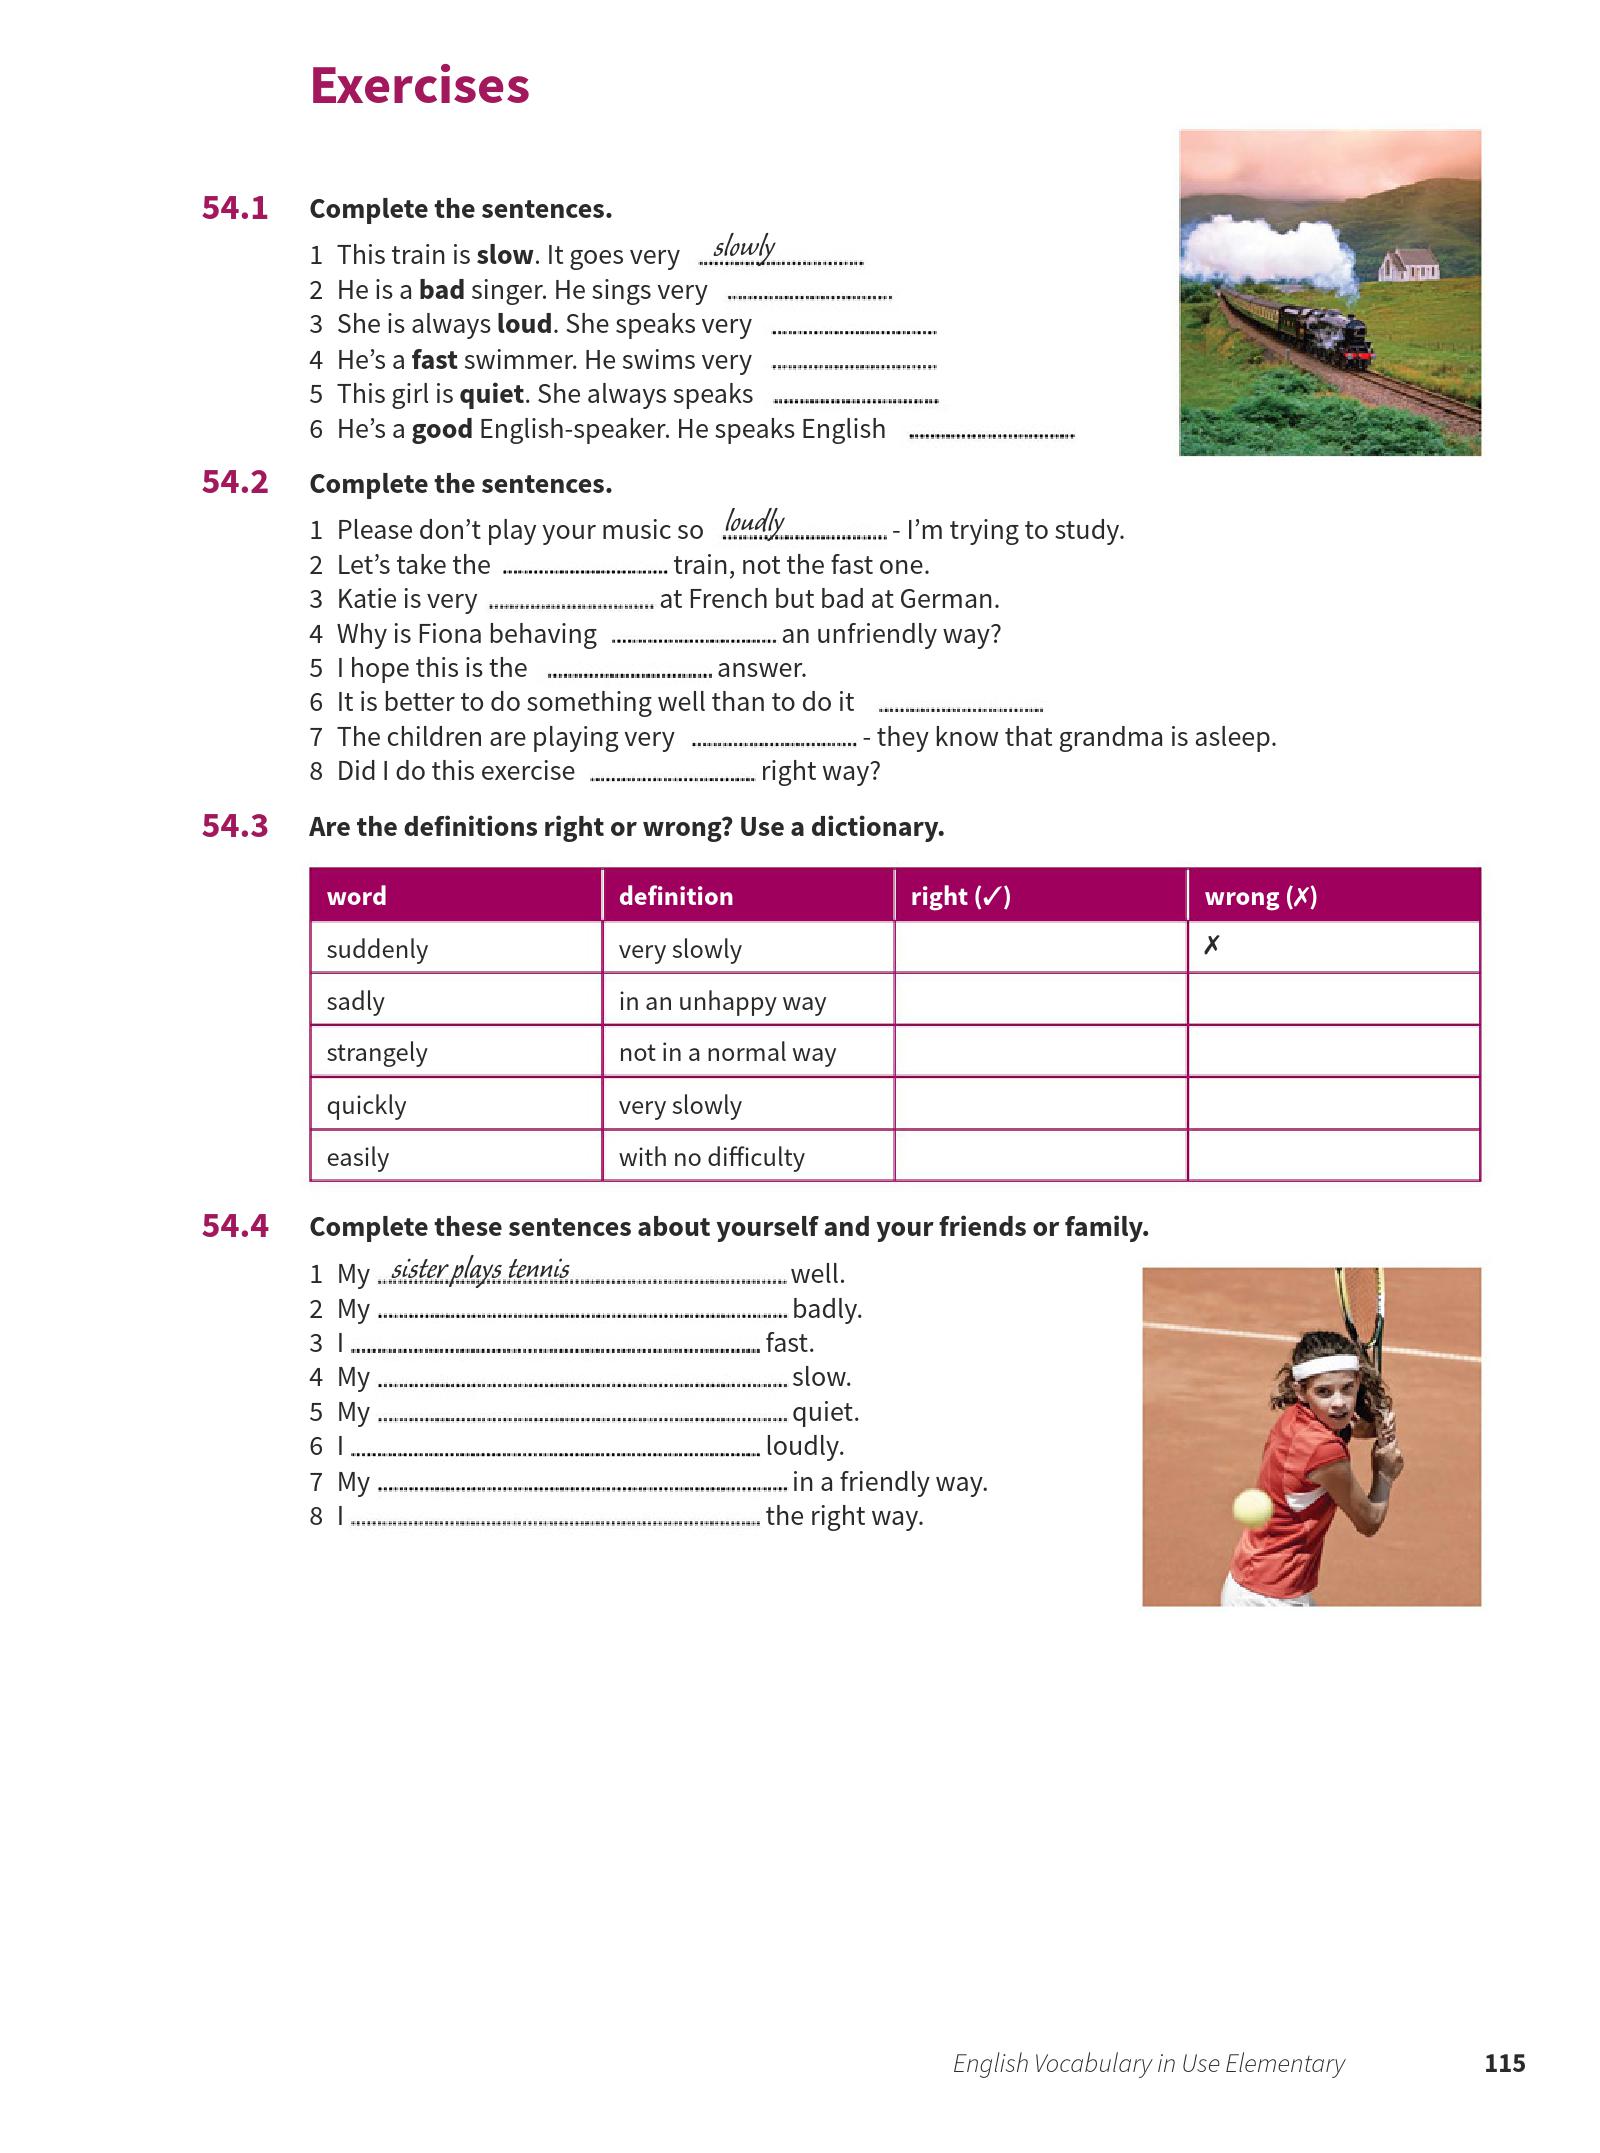 Exercises
54.1 Complete the sentences.
1 This train is slow. It goes very slowly
2 He is a bad singer. He sings very ....................
3 She is always loud. She speaks very ....................
4 He’s a fast swimmer. He swims very ....................
5 This girl is quiet. She always speaks ....................
6 He’s a good English-speaker. He speaks English ....................
54.2 Complete the sentences.
1 Please don’t play your music so loudly - I’m trying to study.
2 Let’s take the .................... train, not the fast one.
3 Katie is very .................... at French but bad at German.
4 Why is Fiona behaving .................... an unfriendly way?
5 I hope this is the .................... answer.
6 It is better to do something well than to do it ....................
7 The children are playing very .................... - they know that grandma is asleep.
8 Did I do this exercise .................... right way?
54.3 Are the definitions right or wrong? Use a dictionary.
word definition right (✓) wrong (✗)
suddenly very slowly ✗
sadly in an unhappy way
strangely not in a normal way
quickly very slowly
easily with no difficulty
54.4 Complete these sentences about yourself and your friends or family.
1 My sister plays tennis well.
2 My .................... badly.
3 I .................... fast.
4 My .................... slow.
5 My .................... quiet.
6 I .................... loudly.
7 My .................... in a friendly way.
8 I .................... the right way.
English Vocabulary in Use Elementary 115